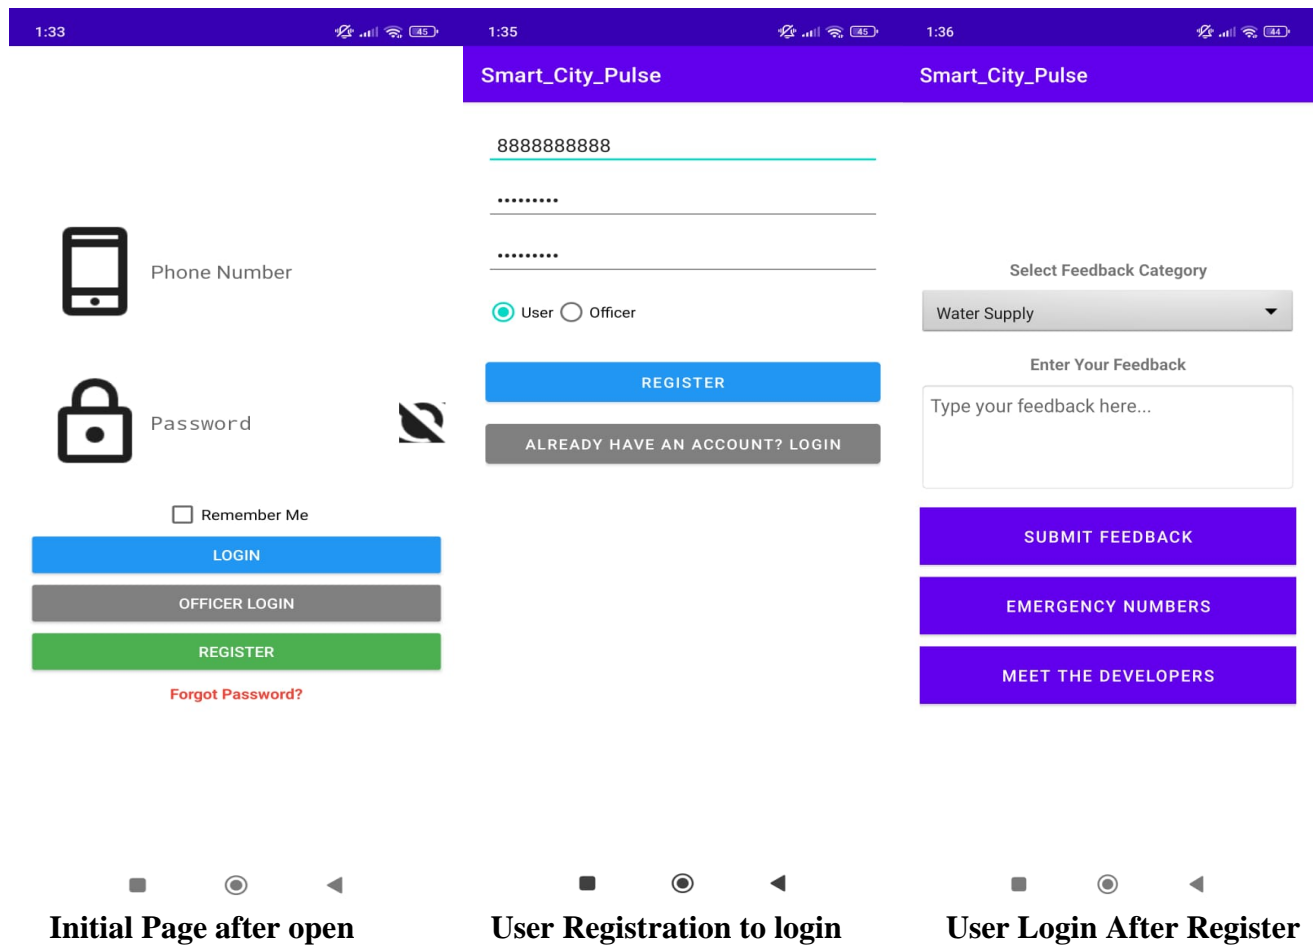 1:33
45
Phone Number
Password
Remember Me
LOGIN
OFFICER LOGIN
REGISTER
Forgot Password?
Initial Page after open
1:35
45
Smart_City_Pulse
8888888888
•••••••••
•••••••••
User
Officer
REGISTER
ALREADY HAVE AN ACCOUNT? LOGIN
User Registration to login
1:36
44
Smart_City_Pulse
Select Feedback Category
Water Supply
Enter Your Feedback
Type your feedback here...
SUBMIT FEEDBACK
EMERGENCY NUMBERS
MEET THE DEVELOPERS
User Login After Register